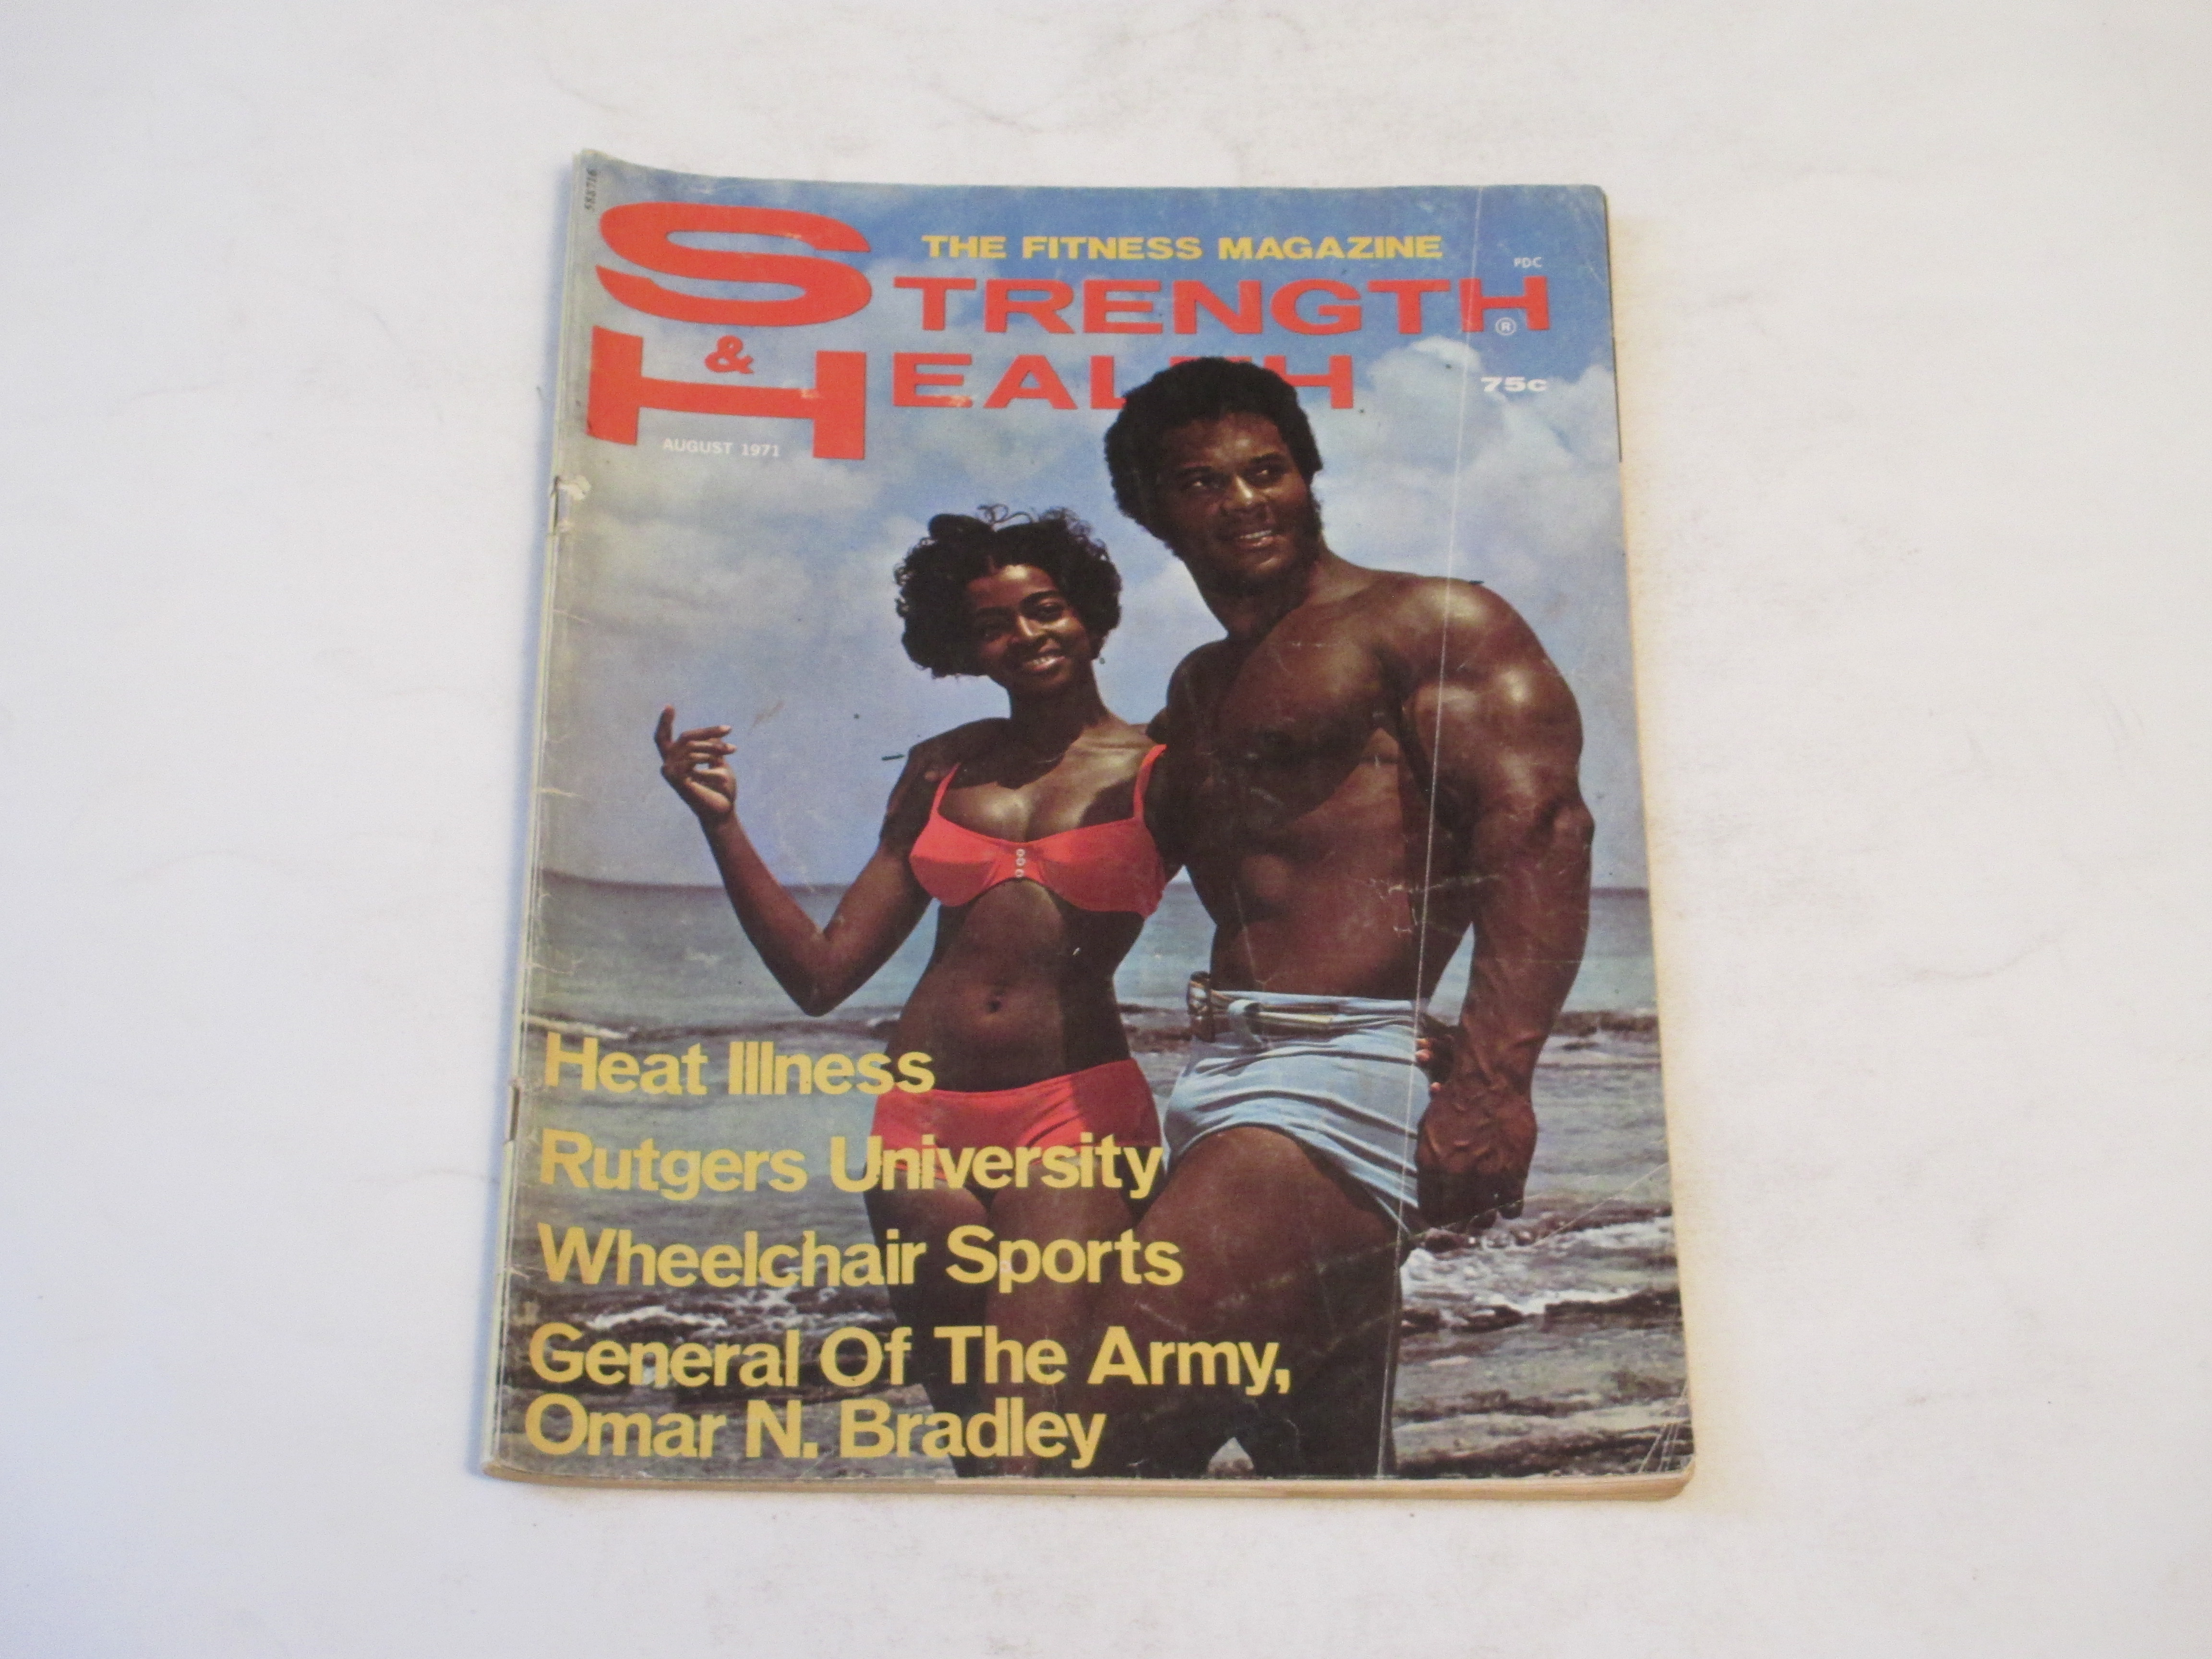 588716
THE FITNESS MAGAZINE
PDC
STRENGTH
®
& HEALTH
75c
AUGUST 1971
Heat Illness
Rutgers University
Wheelchair Sports
General Of The Army,
Omar N. Bradley